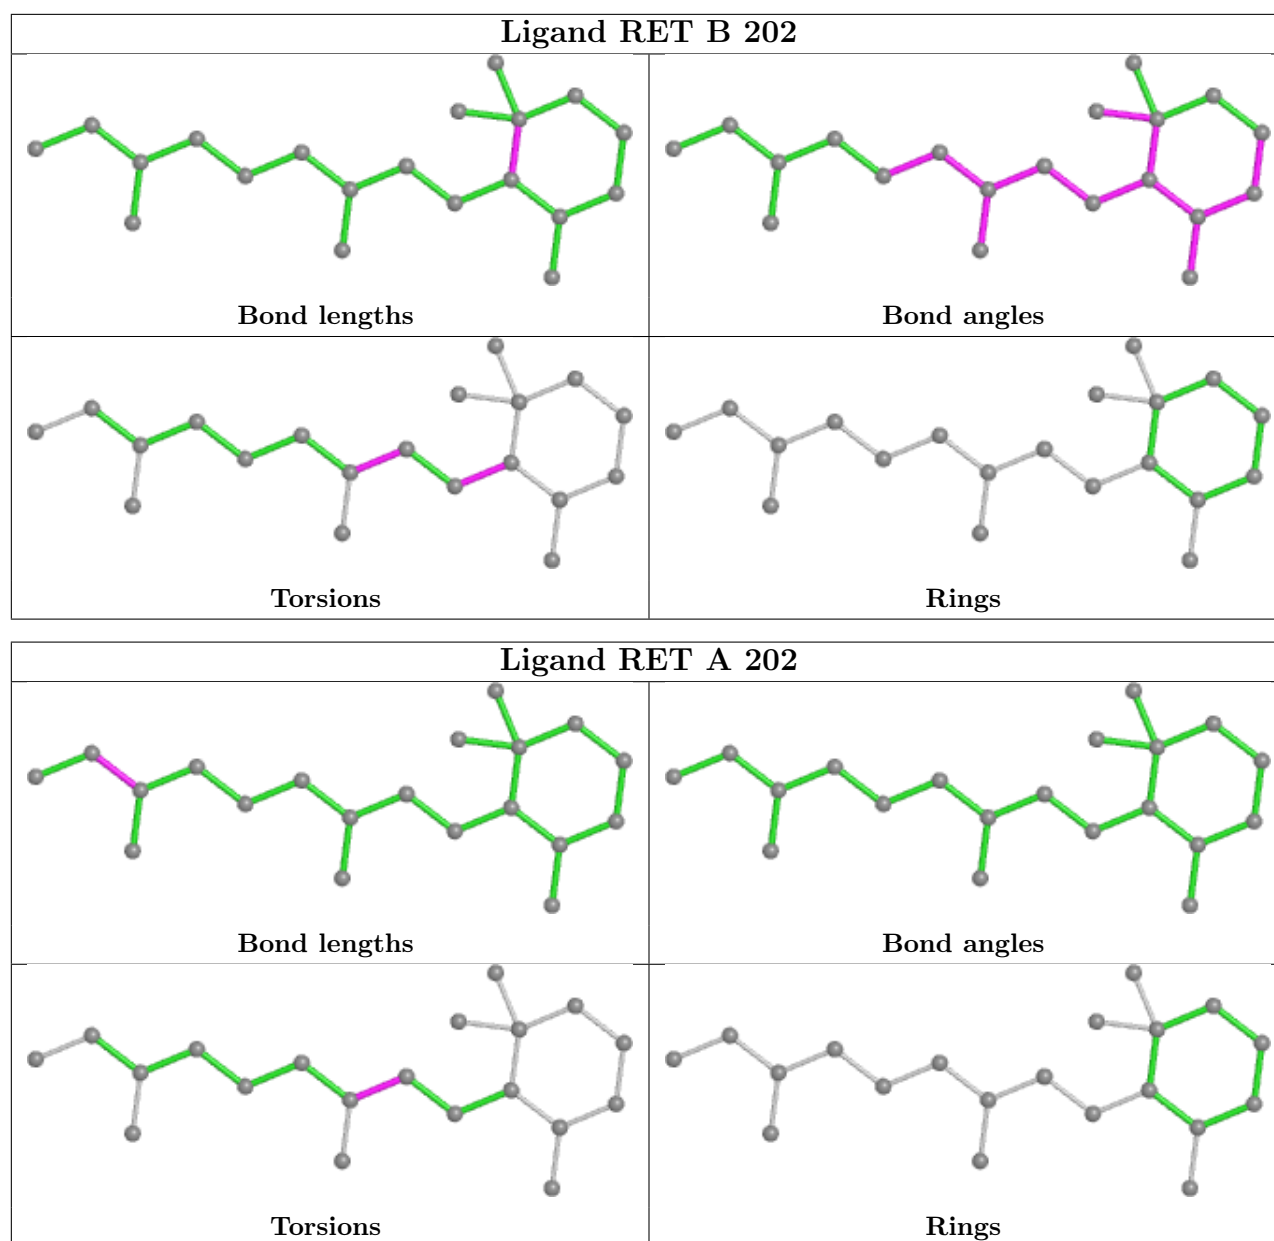 Ligand RET B 202
Bond lengths
Bond angles
Torsions
Rings
Ligand RET A 202
Bond lengths
Bond angles
Torsions
Rings